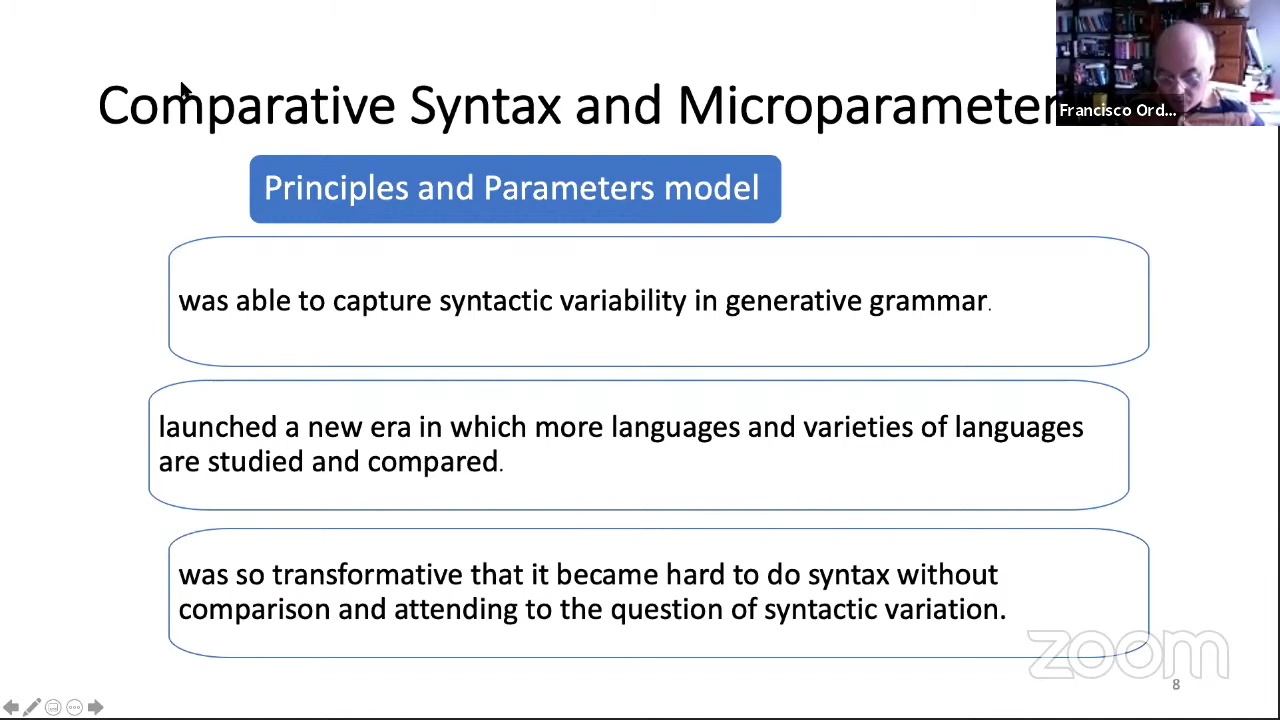 Comparative Syntax and Microparameter
Francisco Ord...
Principles and Parameters model
was able to capture syntactic variability in generative grammar.
launched a new era in which more languages and varieties of languages
are studied and compared.
was so transformative that it became hard to do syntax without
comparison and attending to the question of syntactic variation.
zoom
8